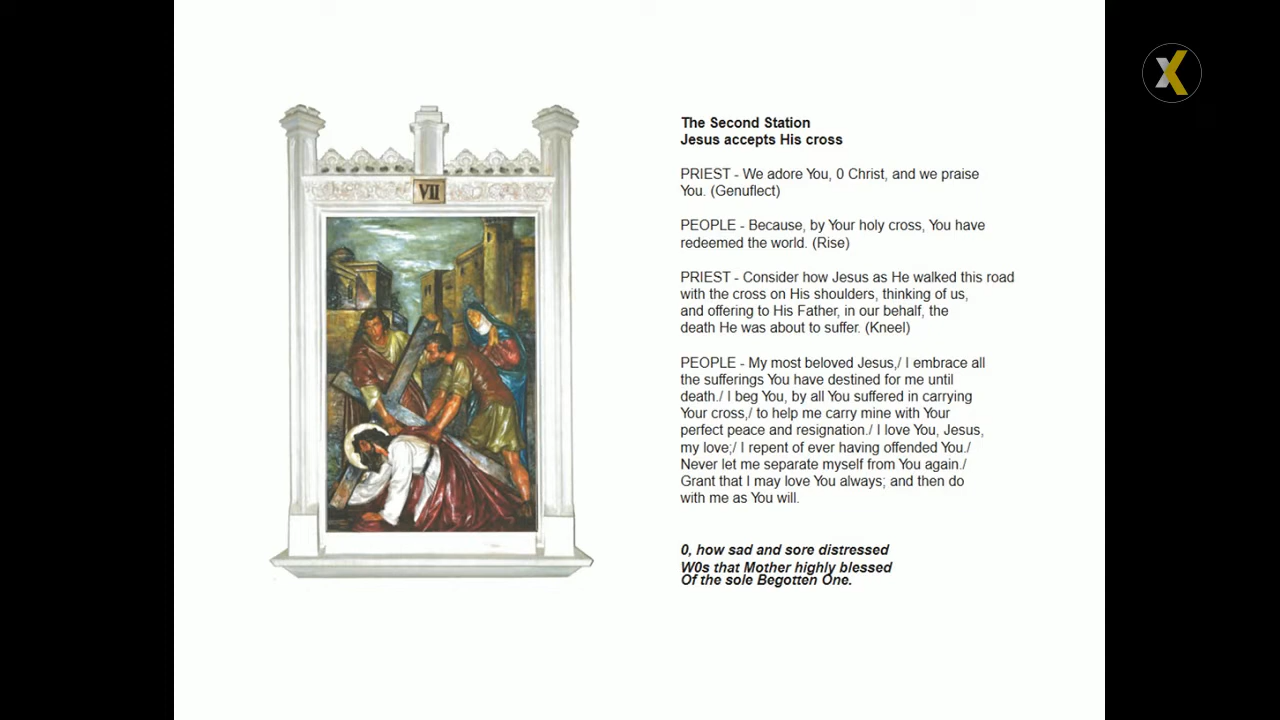 VII
The Second Station
Jesus accepts His cross
PRIEST - We adore You, 0 Christ, and we praise
You. (Genuflect)
PEOPLE - Because, by Your holy cross, You have
redeemed the world. (Rise)
PRIEST - Consider how Jesus as He walked this road
with the cross on His shoulders, thinking of us,
and offering to His Father, in our behalf, the
death He was about to suffer. (Kneel)
PEOPLE - My most beloved Jesus,/ I embrace all
the sufferings You have destined for me until
death./ I beg You, by all You suffered in carrying
Your cross,/ to help me carry mine with Your
perfect peace and resignation./ I love You, Jesus,
my love;/ I repent of ever having offended You./
Never let me separate myself from You again./
Grant that I may love You always; and then do
with me as You will.
0, how sad and sore distressed
W0s that Mother highly blessed
Of the sole Begotten One.
X